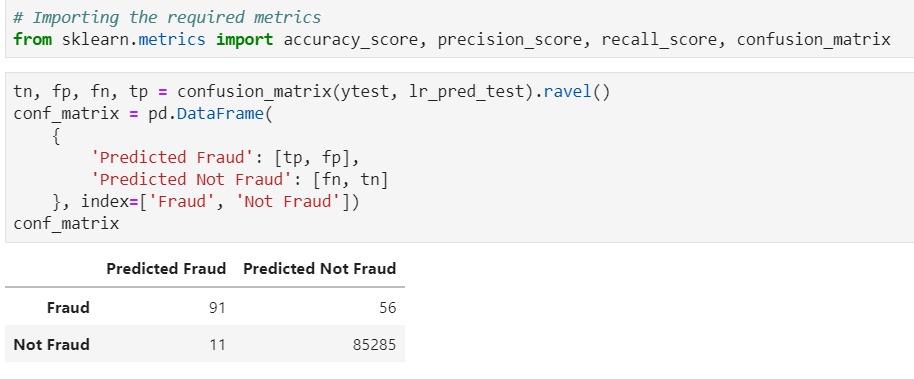 # Importing the required metrics
from sklearn.metrics import accuracy_score, precision_score, recall_score, confusion_matrix
tn, fp, fn, tp = confusion_matrix(ytest, lr_pred_test).ravel()
conf_matrix = pd.DataFrame(
    {
        'Predicted Fraud': [tp, fp],
        'Predicted Not Fraud': [fn, tn]
    }, index=['Fraud', 'Not Fraud'])
conf_matrix
Predicted Fraud Predicted Not Fraud
Fraud 91 56
Not Fraud 11 85285